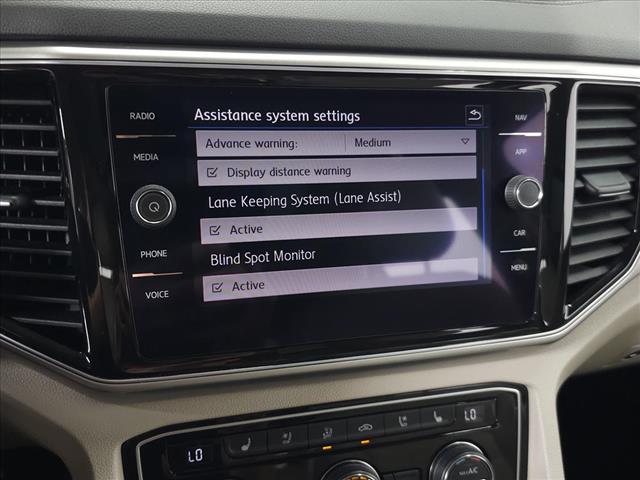 RADIO
MEDIA
PHONE
VOICE
Assistance system settings
Advance warning: Medium
Display distance warning
Lane Keeping System (Lane Assist)
Active
Blind Spot Monitor
Active
NAV
APP
CAR
MENU
LO
LO
MAX A/C